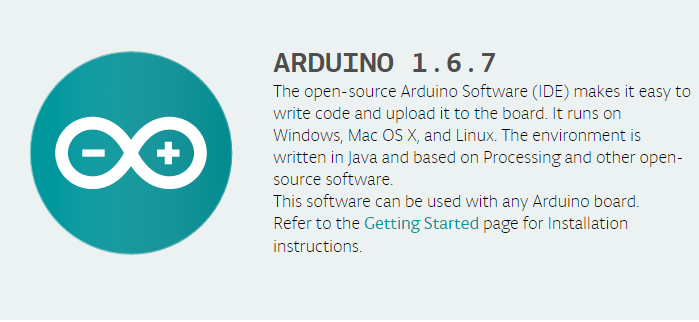 ARDUINO 1.6.7
The open-source Arduino Software (IDE) makes it easy to
write code and upload it to the board. It runs on
Windows, Mac OS X, and Linux. The environment is
written in Java and based on Processing and other open-
source software.
This software can be used with any Arduino board.
Refer to the Getting Started page for Installation
instructions.